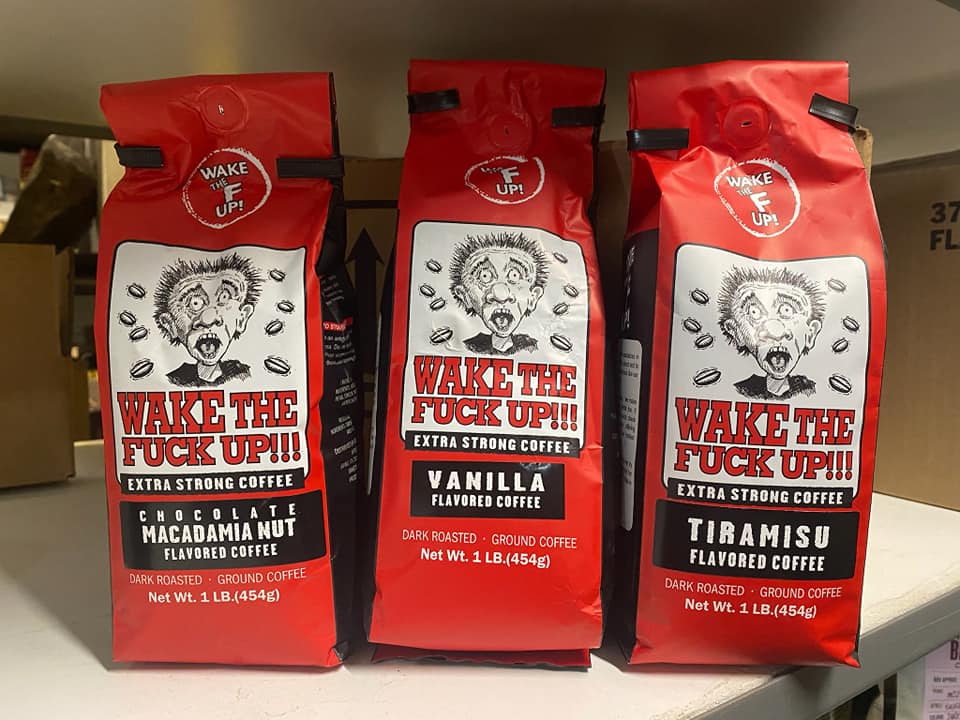 WAKE
THE
F
UP!
WAKE THE
FUCK UP!!!
EXTRA STRONG COFFEE
CHOCOLATE
MACADAMIA NUT
FLAVORED COFFEE
DARK ROASTED · GROUND COFFEE
Net Wt. 1 LB.(454g)
F
UP!
WAKE THE
FUCK UP!!!
EXTRA STRONG COFFEE
VANILLA
FLAVORED COFFEE
DARK ROASTED · GROUND COFFEE
Net Wt. 1 LB.(454g)
WAKE
THE
F
UP!
WAKE THE
FUCK UP!!!
EXTRA STRONG COFFEE
TIRAMISU
FLAVORED COFFEE
DARK ROASTED · GROUND COFFEE
Net Wt. 1 LB.(454g)
37
FL